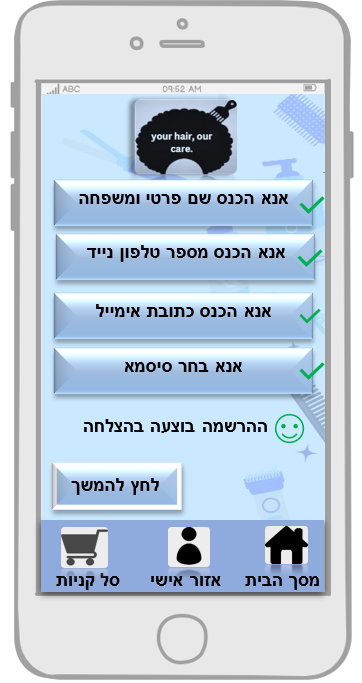 ABC
09:52 AM
your hair, our
care.
אנא הכנס שם פרטי ומשפחה
אנא הכנס מספר טלפון נייד
אנא הכנס כתובת אימייל
אנא בחר סיסמא
ההרשמה בוצעה בהצלחה
לחץ להמשך
מסך הבית
אזור אישי
סל קניות